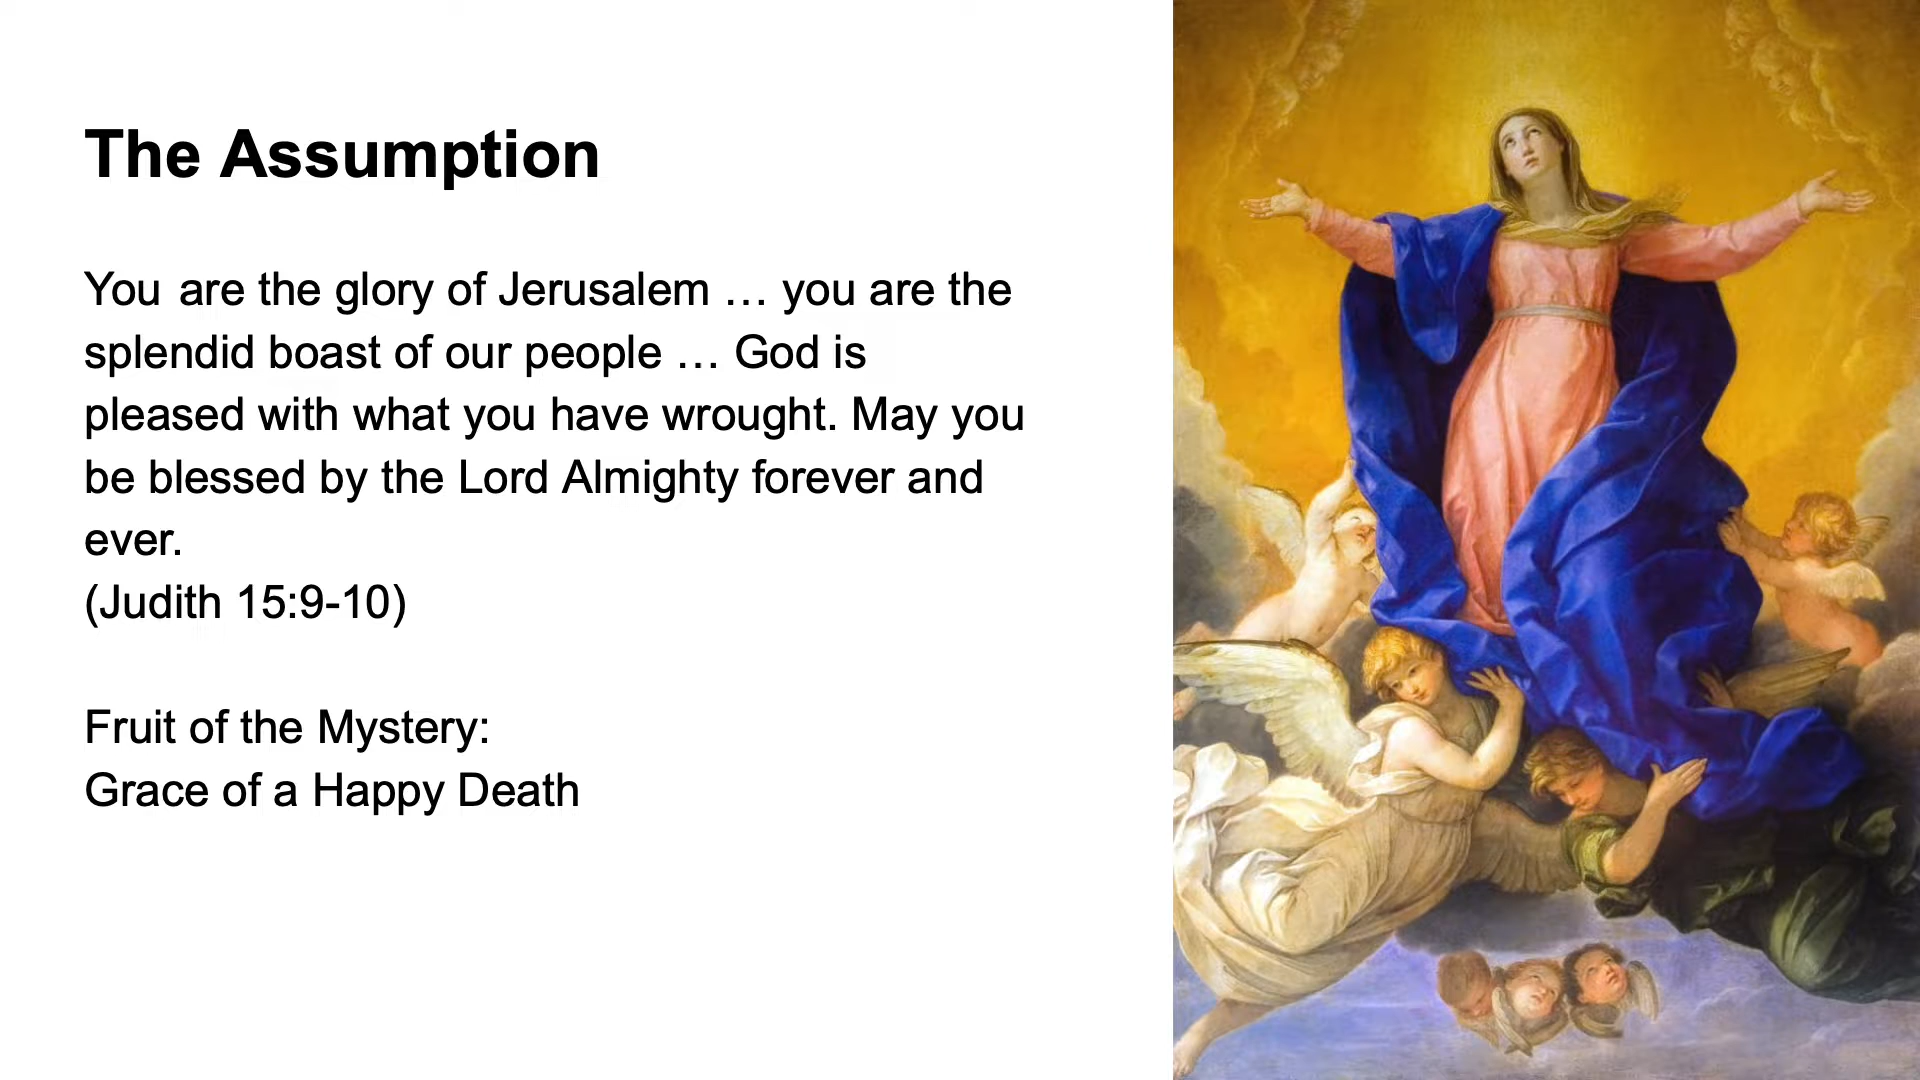 The Assumption
You are the glory of Jerusalem … you are the
splendid boast of our people … God is
pleased with what you have wrought. May you
be blessed by the Lord Almighty forever and
ever.
(Judith 15:9-10)
Fruit of the Mystery:
Grace of a Happy Death